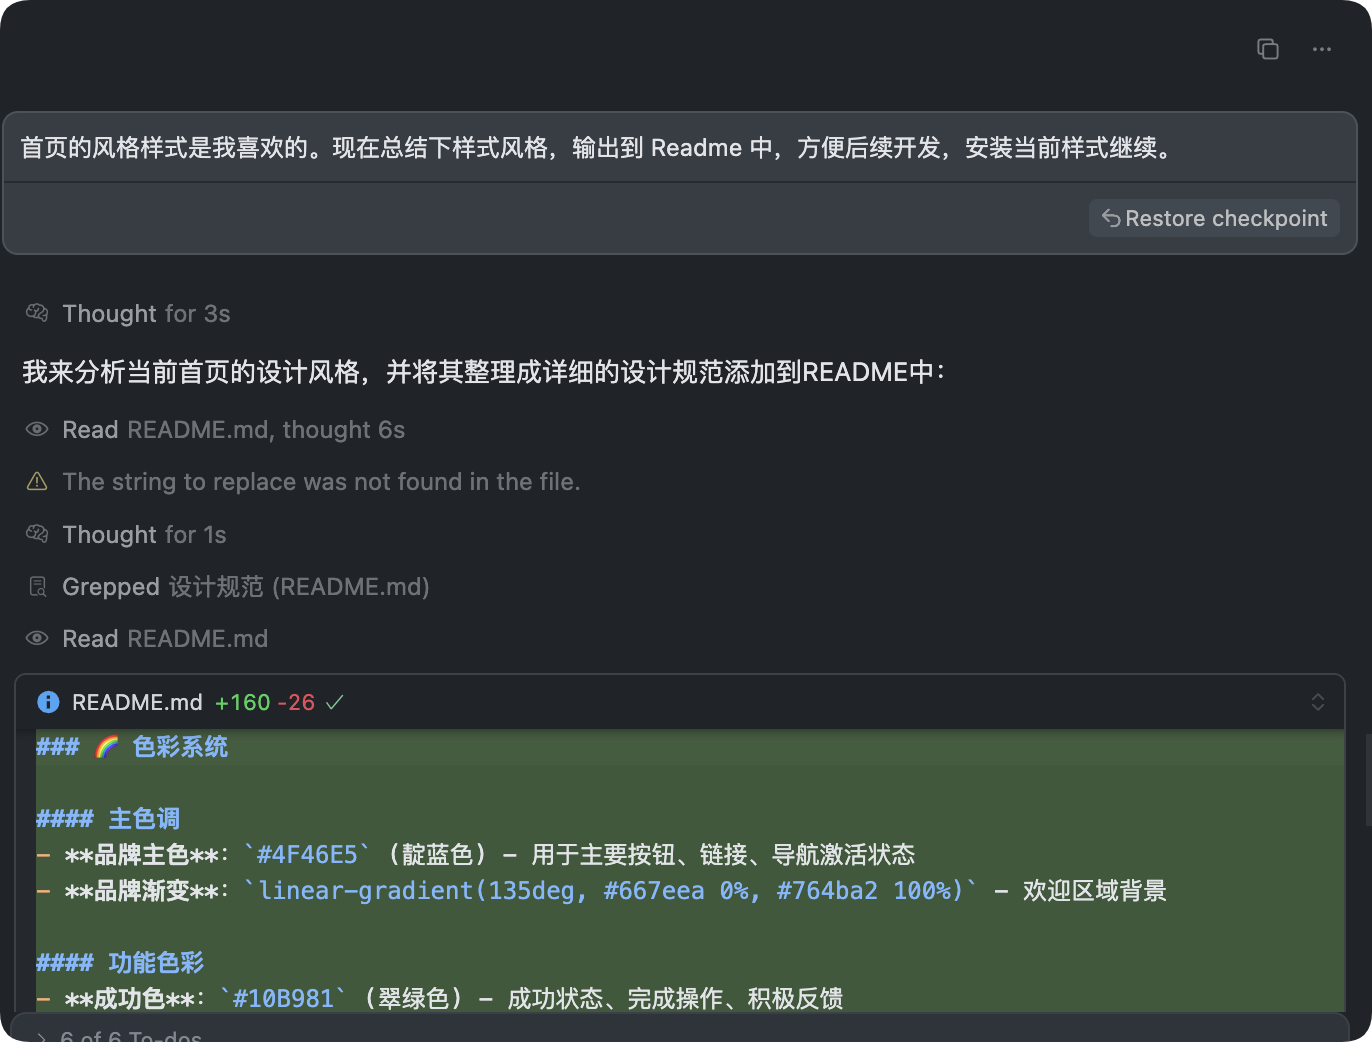 首页的风格样式是我喜欢的。现在总结下样式风格，输出到 Readme 中，方便后续开发，安装当前样式继续。
Restore checkpoint
Thought for 3s
我来分析当前首页的设计风格，并将其整理成详细的设计规范添加到README中：
Read README.md, thought 6s
The string to replace was not found in the file.
Thought for 1s
Grepped 设计规范 (README.md)
Read README.md
README.md +160 -26
### 🌈 色彩系统
#### 主色调
- **品牌主色**: `#4F46E5` (靛蓝色) - 用于主要按钮、链接、导航激活状态
- **品牌渐变**: `linear-gradient(135deg, #667eea 0%, #764ba2 100%)` - 欢迎区域背景
#### 功能色彩
- **成功色**: `#10B981` (翠绿色) - 成功状态、完成操作、积极反馈
6 of 6 To-dos